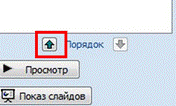 Порядок
Просмотр
Показ слайдов